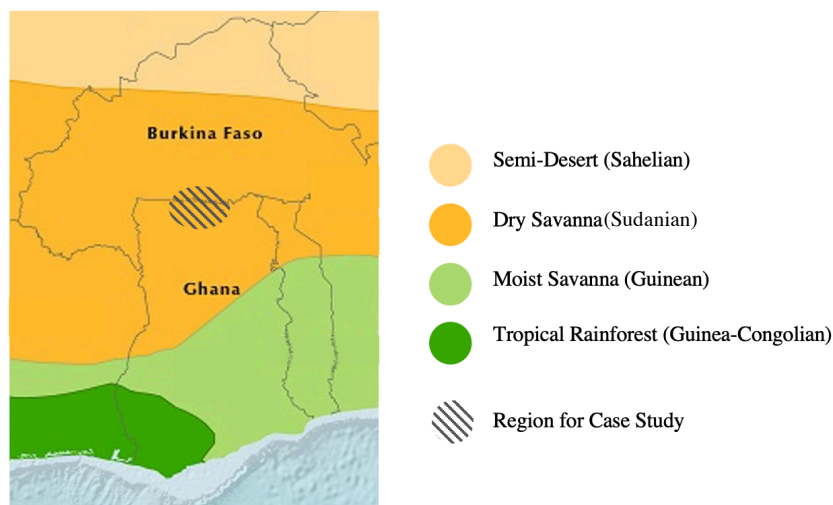 Burkina Faso
Ghana
Semi-Desert (Sahelian)
Dry Savanna(Sudanian)
Moist Savanna (Guinean)
Tropical Rainforest (Guinea-Congolian)
Region for Case Study